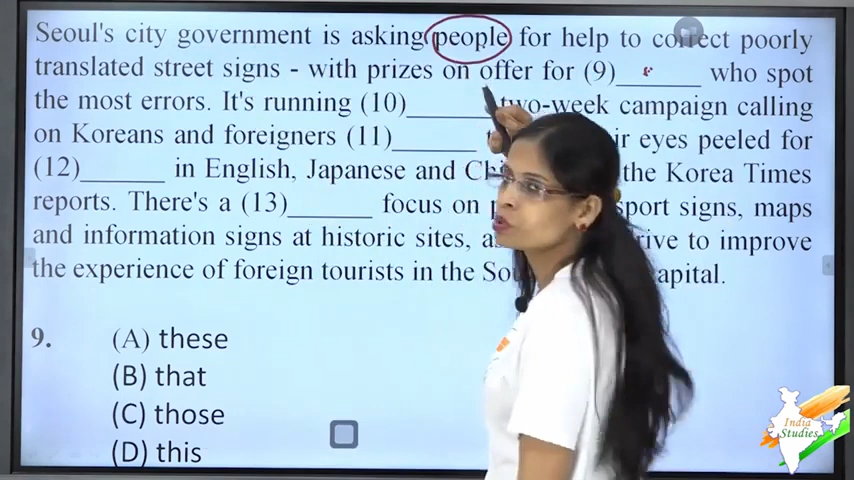 Seoul's city government is asking people for help to correct poorly
translated street signs - with prizes on offer for (9)_______ who spot
the most errors. It's running (10)_______ two-week campaign calling
on Koreans and foreigners (11)_______ eyes peeled for
(12)_______ in English, Japanese and the Korea Times
reports. There's a (13)_______ focus on signs, maps
and information signs at historic sites, to improve
the experience of foreign tourists in the
9.
(A) these
(B) that
(C) those
(D) this
India
Studies